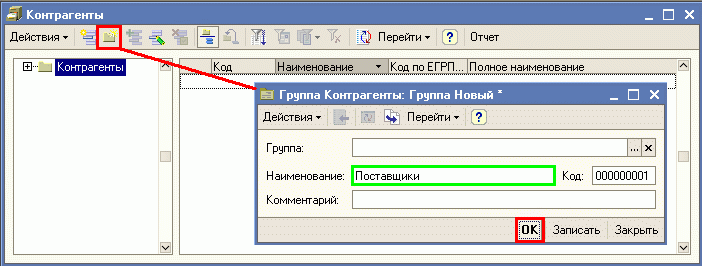 Контрагенты
Действия Перейти ? Отчет
Контрагенты
Код Наименование Код по ЕГРП... Полное наименование
Группа Контрагенты: Группа Новый *
Действия Перейти ?
Группа: ... ×
Наименование: Поставщики Код: 000000001
Комментарий:
OK Записать Закрыть